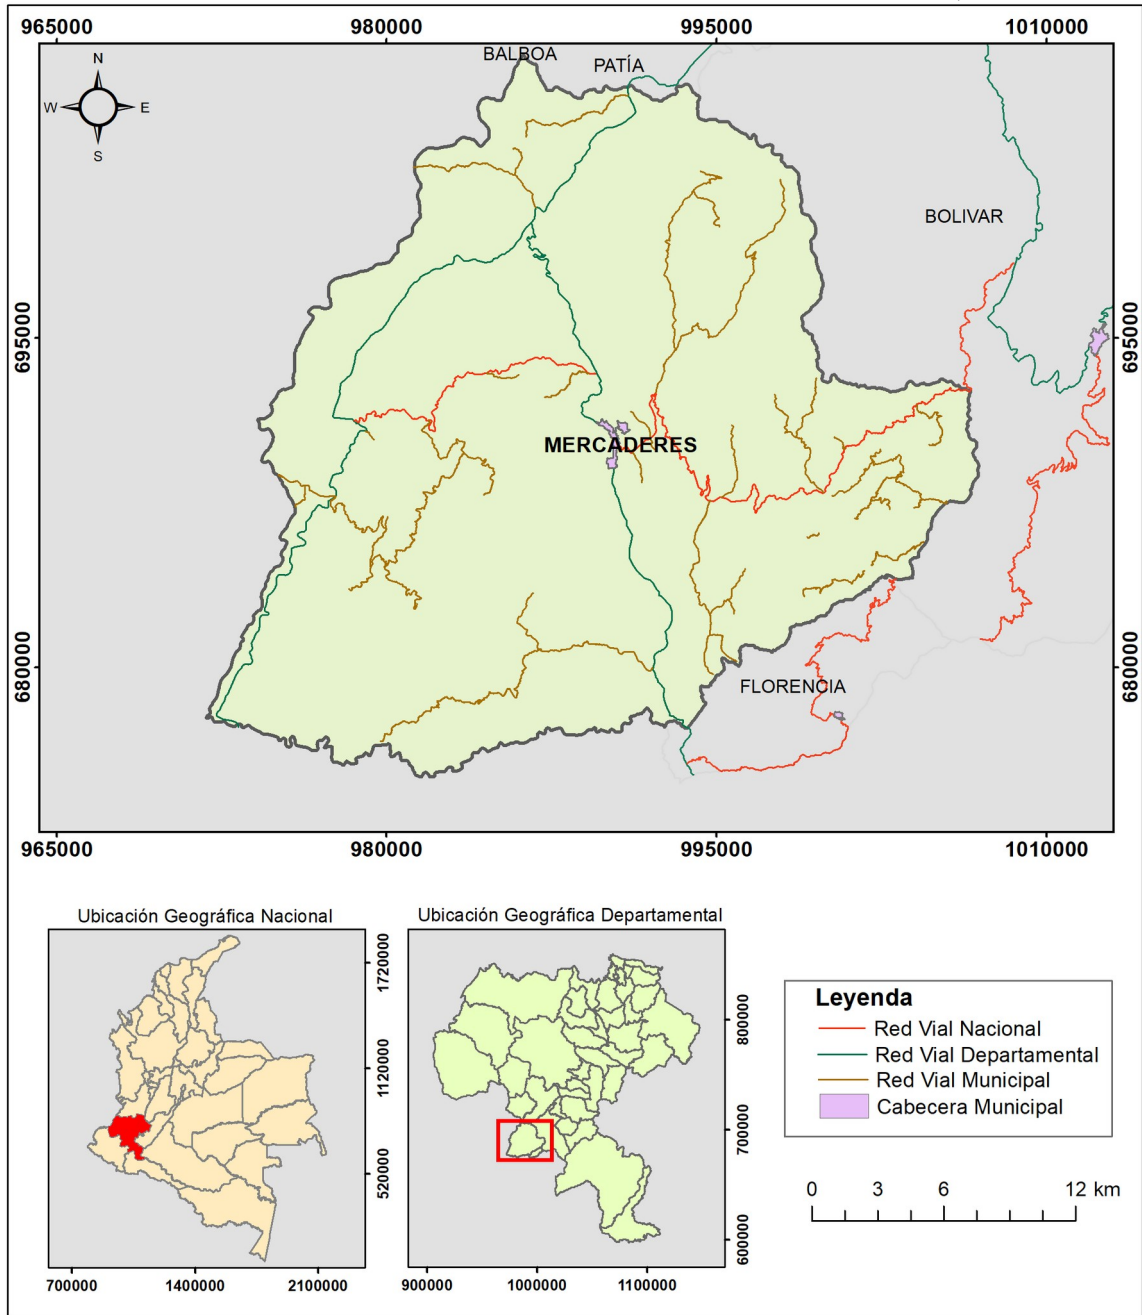 965000 980000 995000 1010000
BALBOA
PATÍA
N
W E
S
BOLIVAR
695000 695000
MERCADERES
680000 680000
FLORENCIA
965000 980000 995000 1010000
Ubicación Geográfica Nacional
1720000
1120000
520000
700000 1400000 2100000
Ubicación Geográfica Departamental
800000
700000
600000
900000 1000000 1100000
Leyenda
Red Vial Nacional
Red Vial Departamental
Red Vial Municipal
Cabecera Municipal
0 3 6 12 km